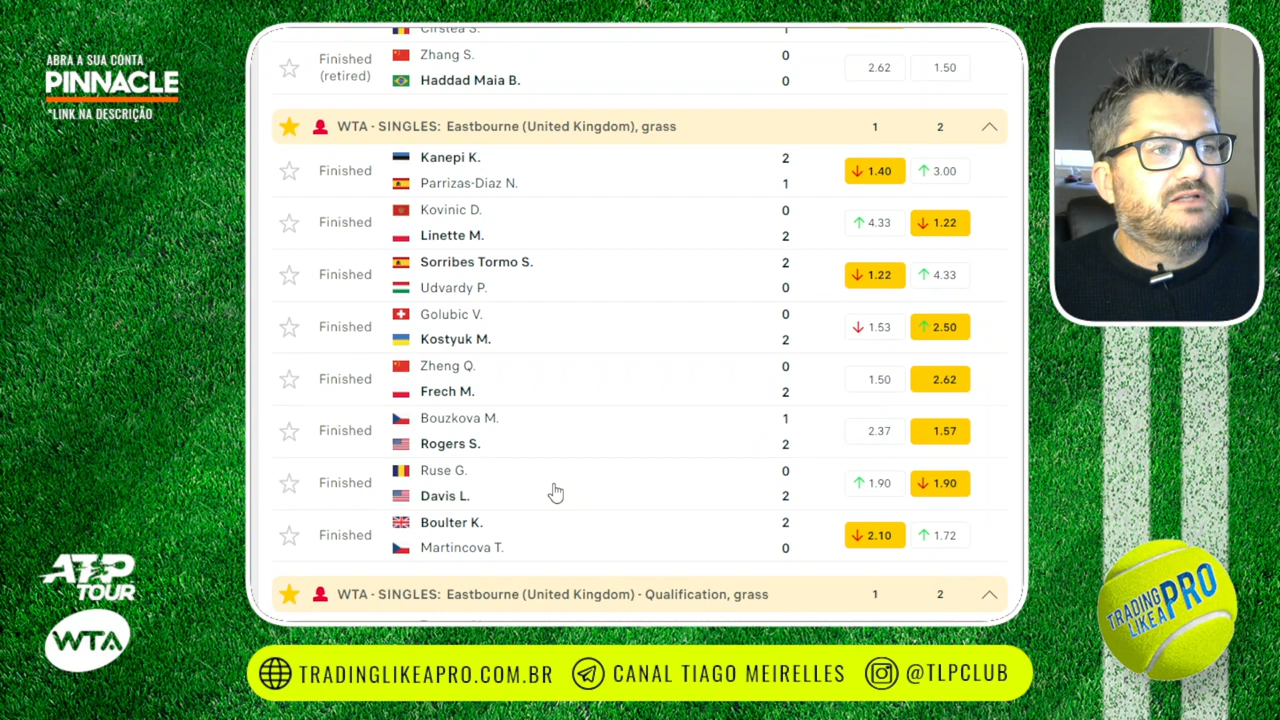 ABRA A SUA CONTA
PINNACLE
*LINK NA DESCRIÇÃO
Cirstea S. 1
Finished (retired)
Zhang S. 0
Haddad Maia B. 0
2.62 1.50
WTA - SINGLES: Eastbourne (United Kingdom), grass 1 2
Finished
Kanepi K. 2
Parrizas-Diaz N. 1
1.40 3.00
Finished
Kovinic D. 0
Linette M. 2
4.33 1.22
Finished
Sorribes Tormo S. 2
Udvardy P. 0
1.22 4.33
Finished
Golubic V. 0
Kostyuk M. 2
1.53 2.50
Finished
Zheng Q. 0
Frech M. 2
1.50 2.62
Finished
Bouzkova M. 1
Rogers S. 2
2.37 1.57
Finished
Ruse G. 0
Davis L. 2
1.90 1.90
Finished
Boulter K. 2
Martincova T. 0
2.10 1.72
WTA - SINGLES: Eastbourne (United Kingdom) - Qualification, grass 1 2
ATP
TOUR
WTA
TRADING
LIKE A
PRO
TRADINGLIKEAPRO.COM.BR CANAL TIAGO MEIRELLES @TLPCLUB